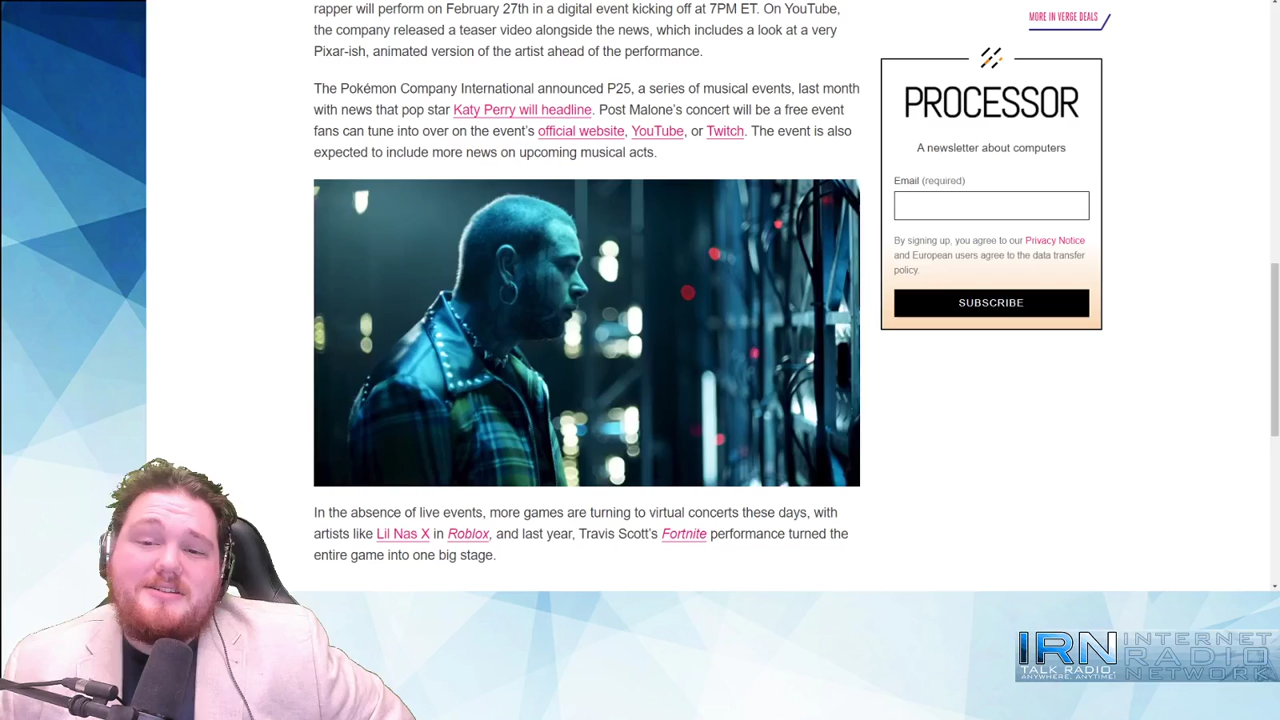 rapper will perform on February 27th in a digital event kicking off at 7PM ET. On YouTube,
the company released a teaser video alongside the news, which includes a look at a very
Pixar-ish, animated version of the artist ahead of the performance.
The Pokémon Company International announced P25, a series of musical events, last month
with news that pop star Katy Perry will headline. Post Malone’s concert will be a free event
fans can tune into over on the event’s official website, YouTube, or Twitch. The event is also
expected to include more news on upcoming musical acts.
In the absence of live events, more games are turning to virtual concerts these days, with
artists like Lil Nas X in Roblox, and last year, Travis Scott’s Fortnite performance turned the
entire game into one big stage.
MORE IN VERGE DEALS
PROCESSOR
A newsletter about computers
Email (required)
By signing up, you agree to our Privacy Notice
and European users agree to the data transfer
policy.
SUBSCRIBE
IRN
TALK RADIO.
ANYWHERE, ANYTIME!
INTERNET
RADIO
NETWORK